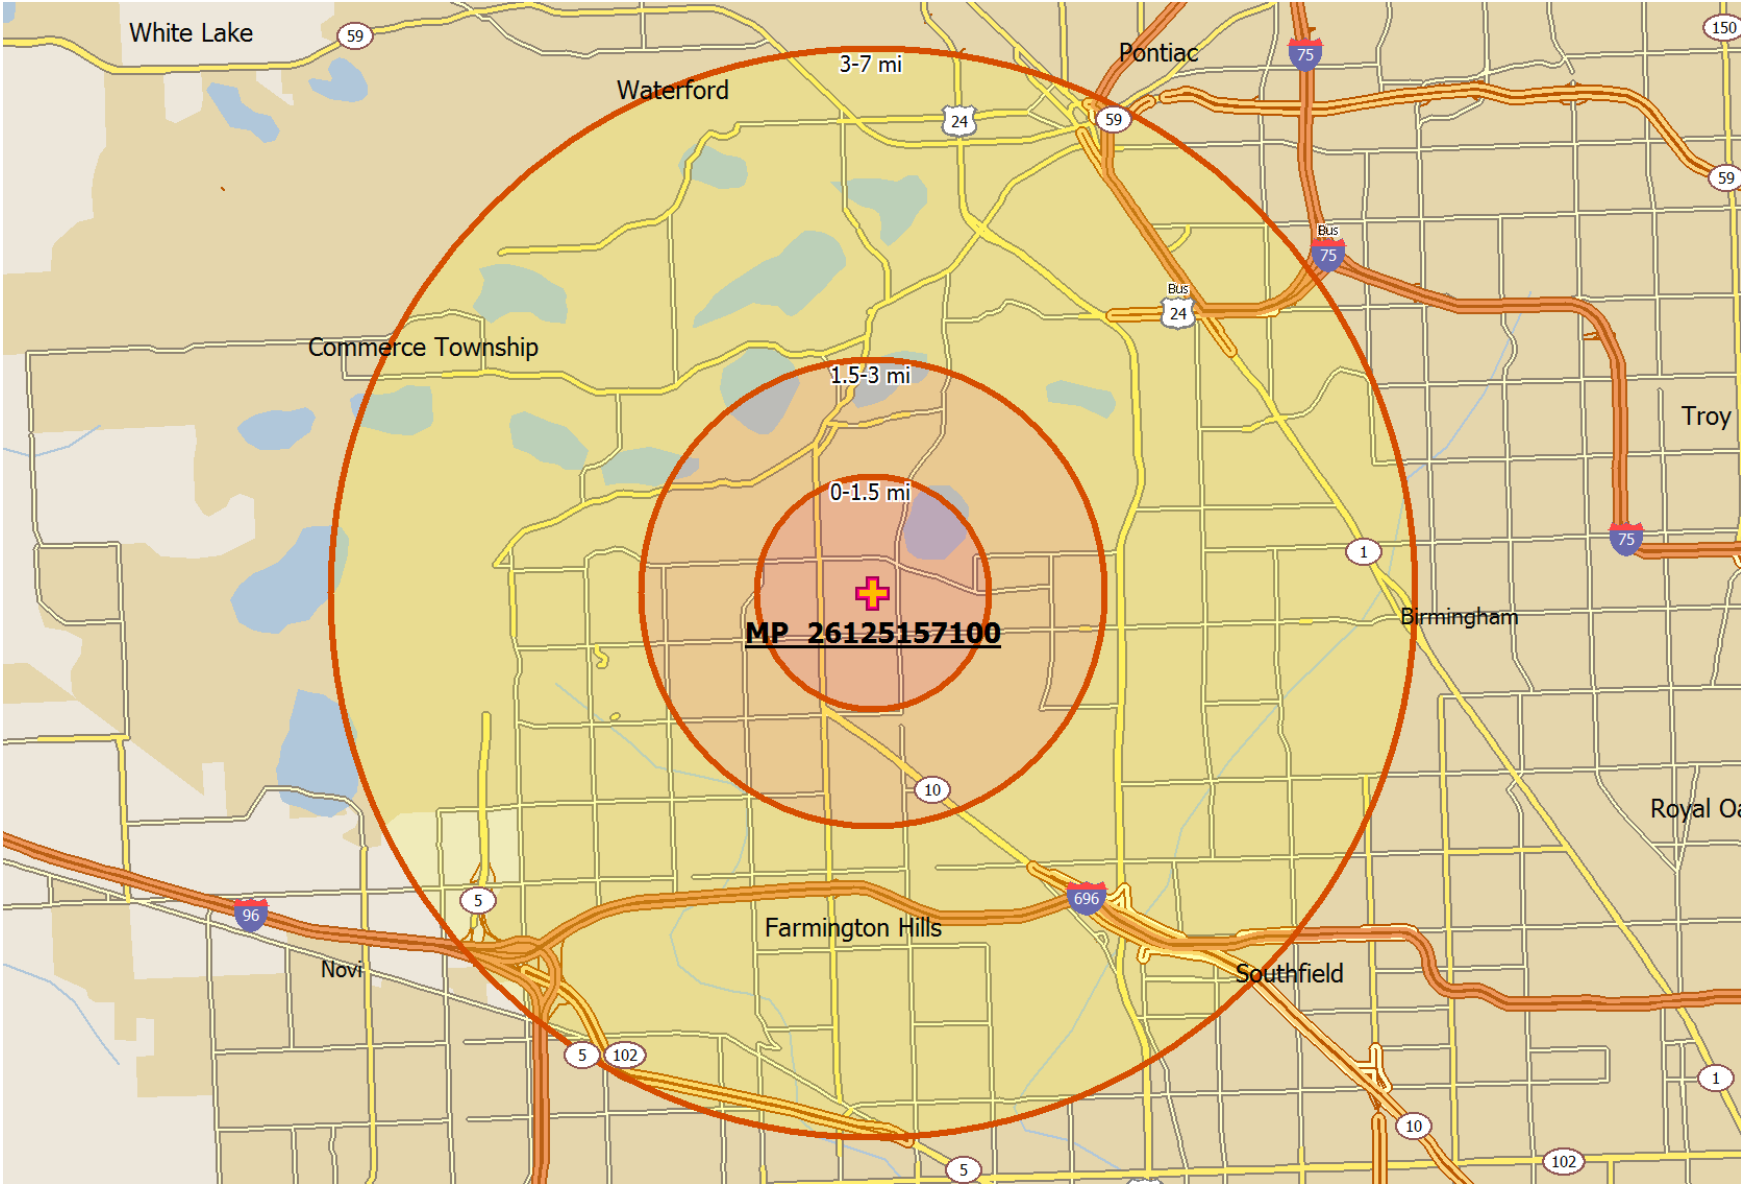 White Lake
59
150
Pontiac
75
3-7 mi
Waterford
24
59
59
Bus
75
Bus
24
Commerce Township
1.5-3 mi
Troy
0-1.5 mi
75
1
MP 26125157100
Birmingham
10
Royal Oa
5
696
96
Farmington Hills
Novi
Southfield
5
102
1
10
5
102